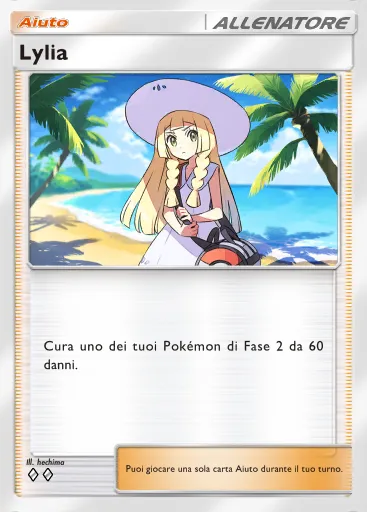 Aiuto
ALLENATORE
Lylia
Cura uno dei tuoi Pokémon di Fase 2 da 60
danni.
Ill. hechima
Puoi giocare una sola carta Aiuto durante il tuo turno.